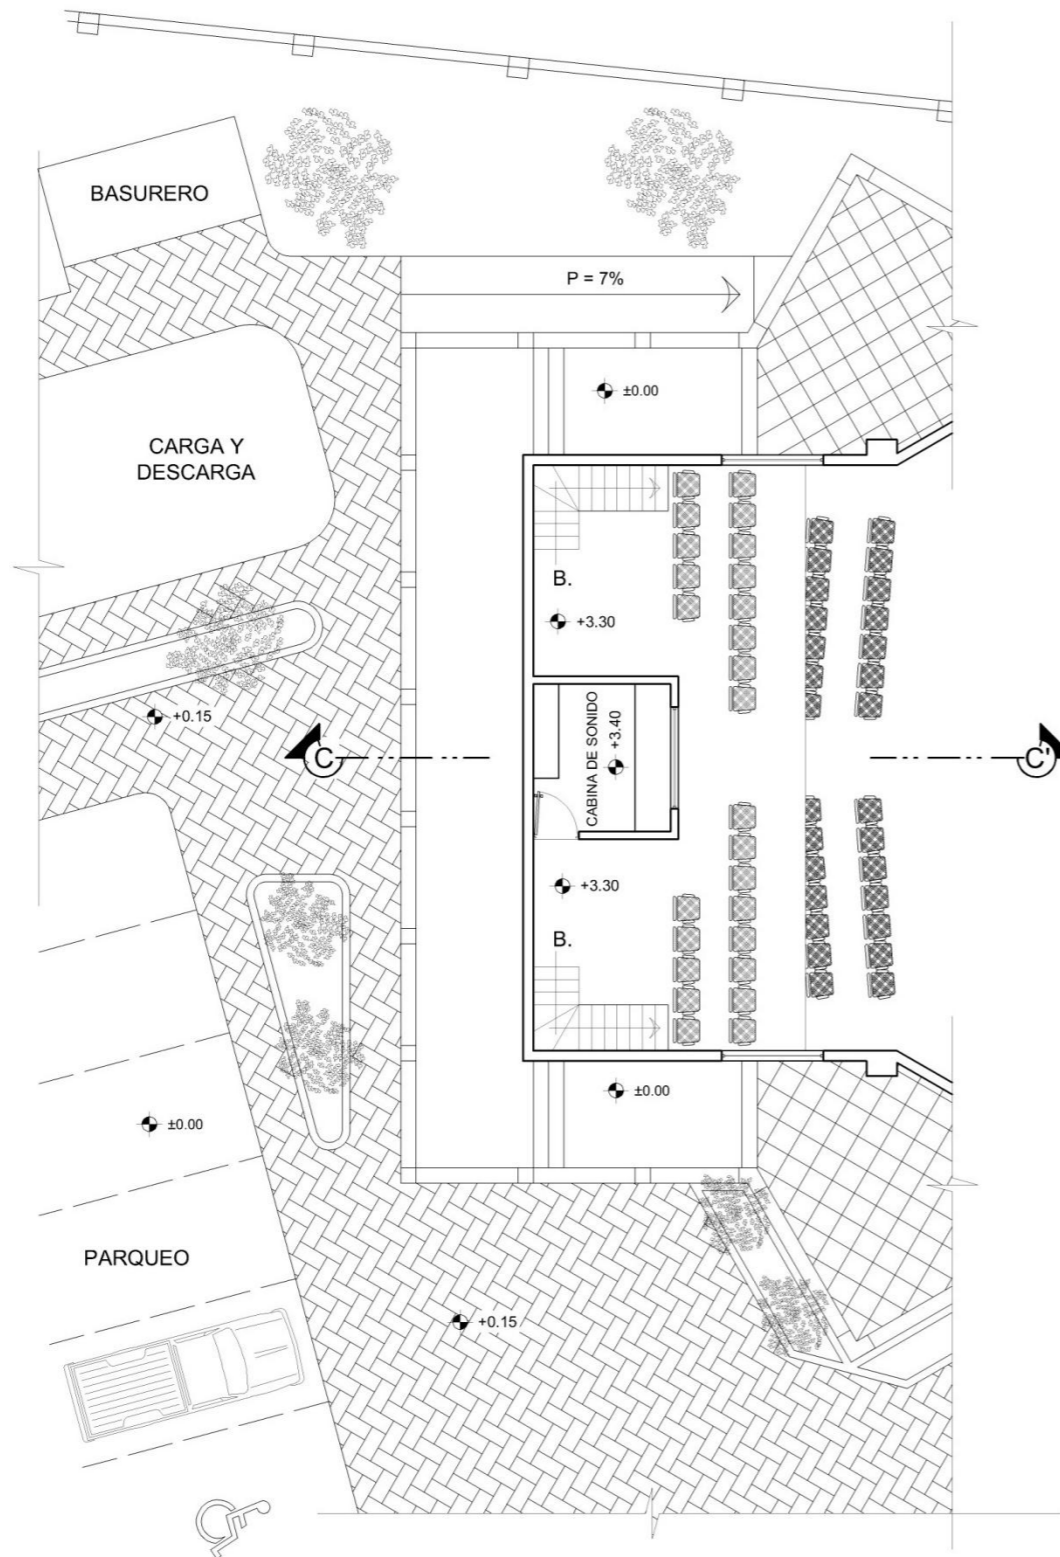 BASURERO
P = 7%
±0.00
CARGA Y
DESCARGA
B.
+3.30
CABINA DE SONIDO
+3.40
+0.15
C
C'
+3.30
B.
±0.00
±0.00
PARQUEO
+0.15